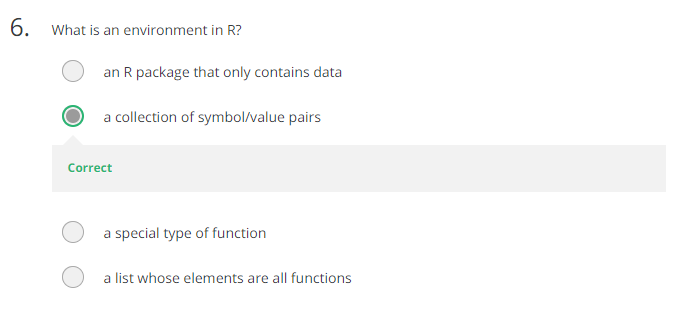 6. What is an environment in R?
an R package that only contains data
a collection of symbol/value pairs
Correct
a special type of function
a list whose elements are all functions